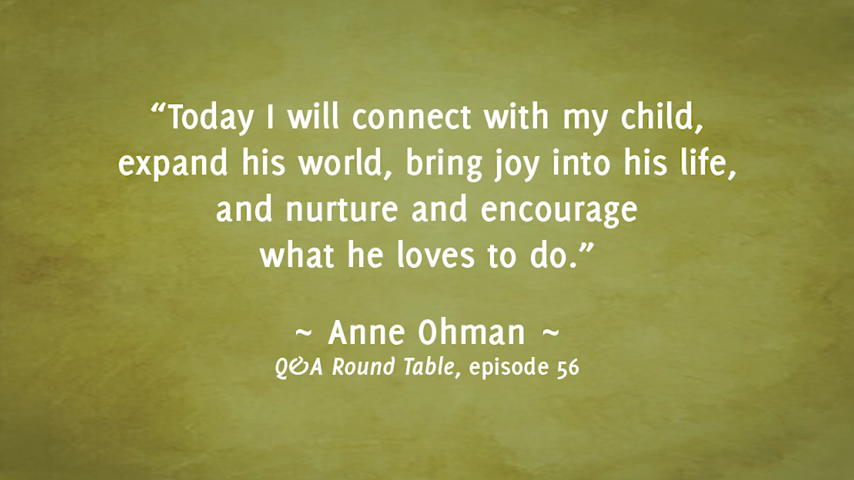 “Today I will connect with my child,
expand his world, bring joy into his life,
and nurture and encourage
what he loves to do.”
~ Anne Ohman ~
Q&A Round Table, episode 56